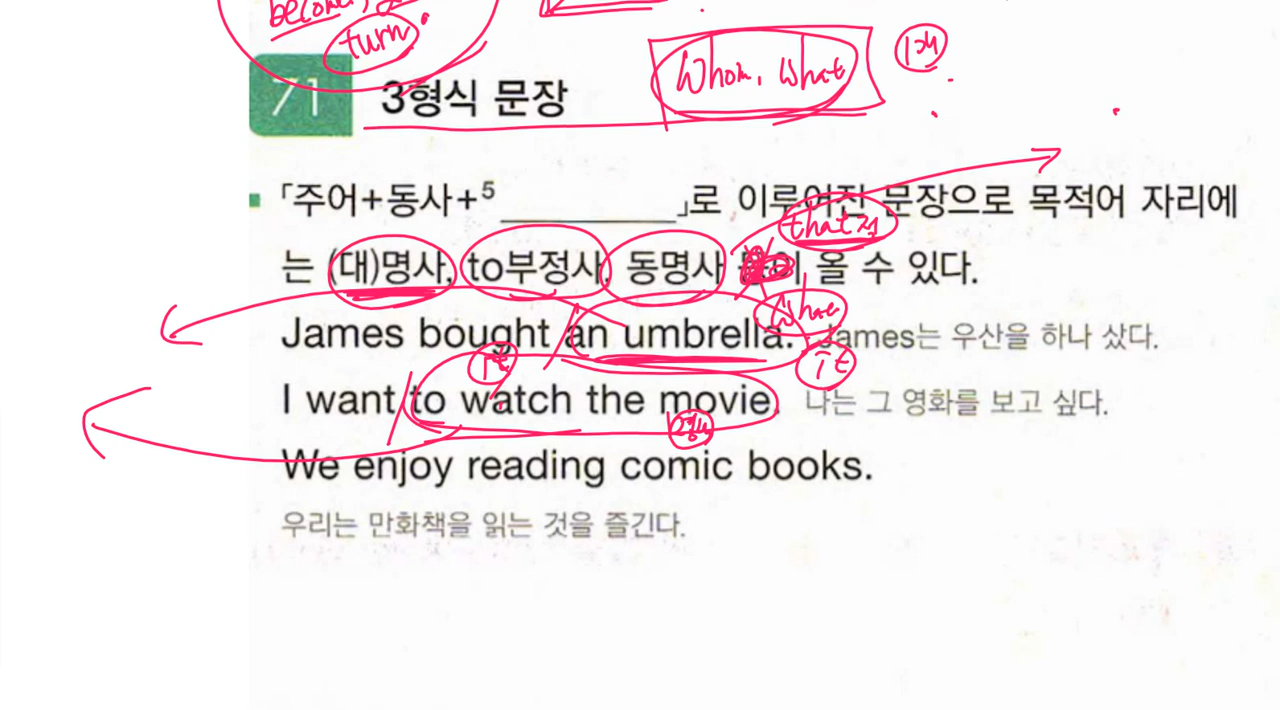 become,
turn
Whom, what
71 3형식 문장
「주어+동사+⁵ __________」로 이루어진 문장으로 목적어 자리에
that절
는 (대)명사, to부정사, 동명사 등이 올 수 있다.
What
James bought an umbrella. James는 우산을 하나 샀다.
it it
I want to watch the movie. 나는 그 영화를 보고 싶다.
We enjoy reading comic books.
우리는 만화책을 읽는 것을 즐긴다.